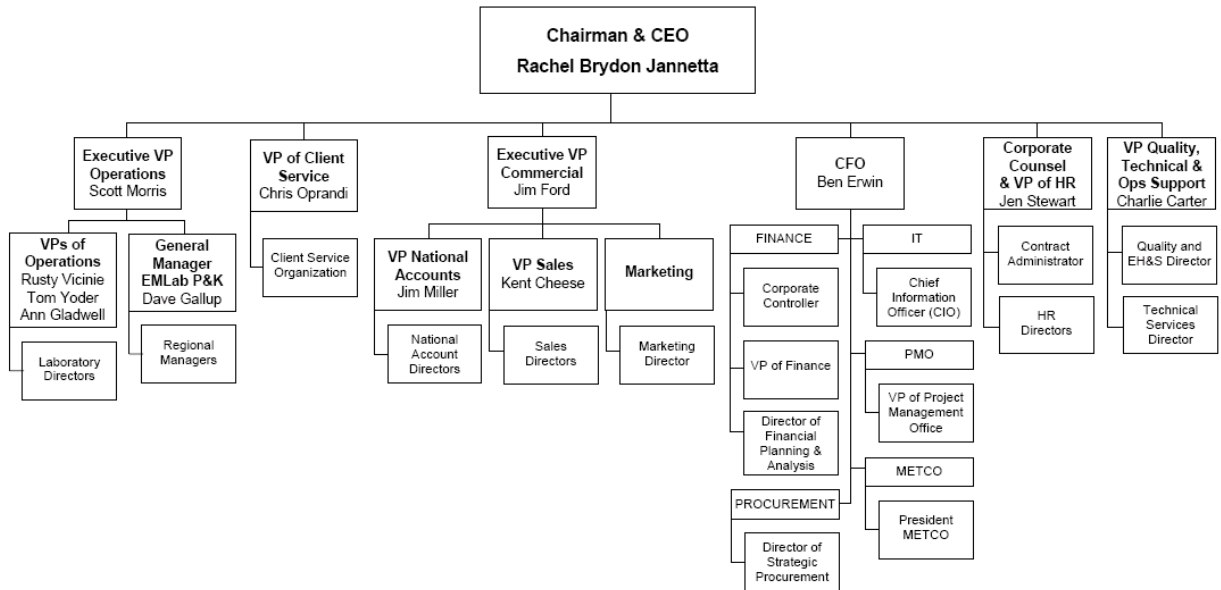 Chairman & CEO
Rachel Brydon Jannetta
Executive VP
Operations
Scott Morris
VP of Client
Service
Chris Oprandi
Executive VP
Commercial
Jim Ford
CFO
Ben Erwin
Corporate
Counsel
& VP of HR
Jen Stewart
VP Quality,
Technical &
Ops Support
Charlie Carter
VPs of
Operations
Rusty Vicinie
Tom Yoder
Ann Gladwell
Laboratory
Directors
General
Manager
EMLab P&K
Dave Gallup
Regional
Managers
Client Service
Organization
VP National
Accounts
Jim Miller
National
Account
Directors
VP Sales
Kent Cheese
Sales
Directors
Marketing
Marketing
Director
FINANCE
Corporate
Controller
VP of Finance
Director of
Financial
Planning &
Analysis
PROCUREMENT
Director of
Strategic
Procurement
IT
Chief
Information
Officer (CIO)
PMO
VP of Project
Management
Office
METCO
President
METCO
Contract
Administrator
HR
Directors
Quality and
EH&S Director
Technical
Services
Director